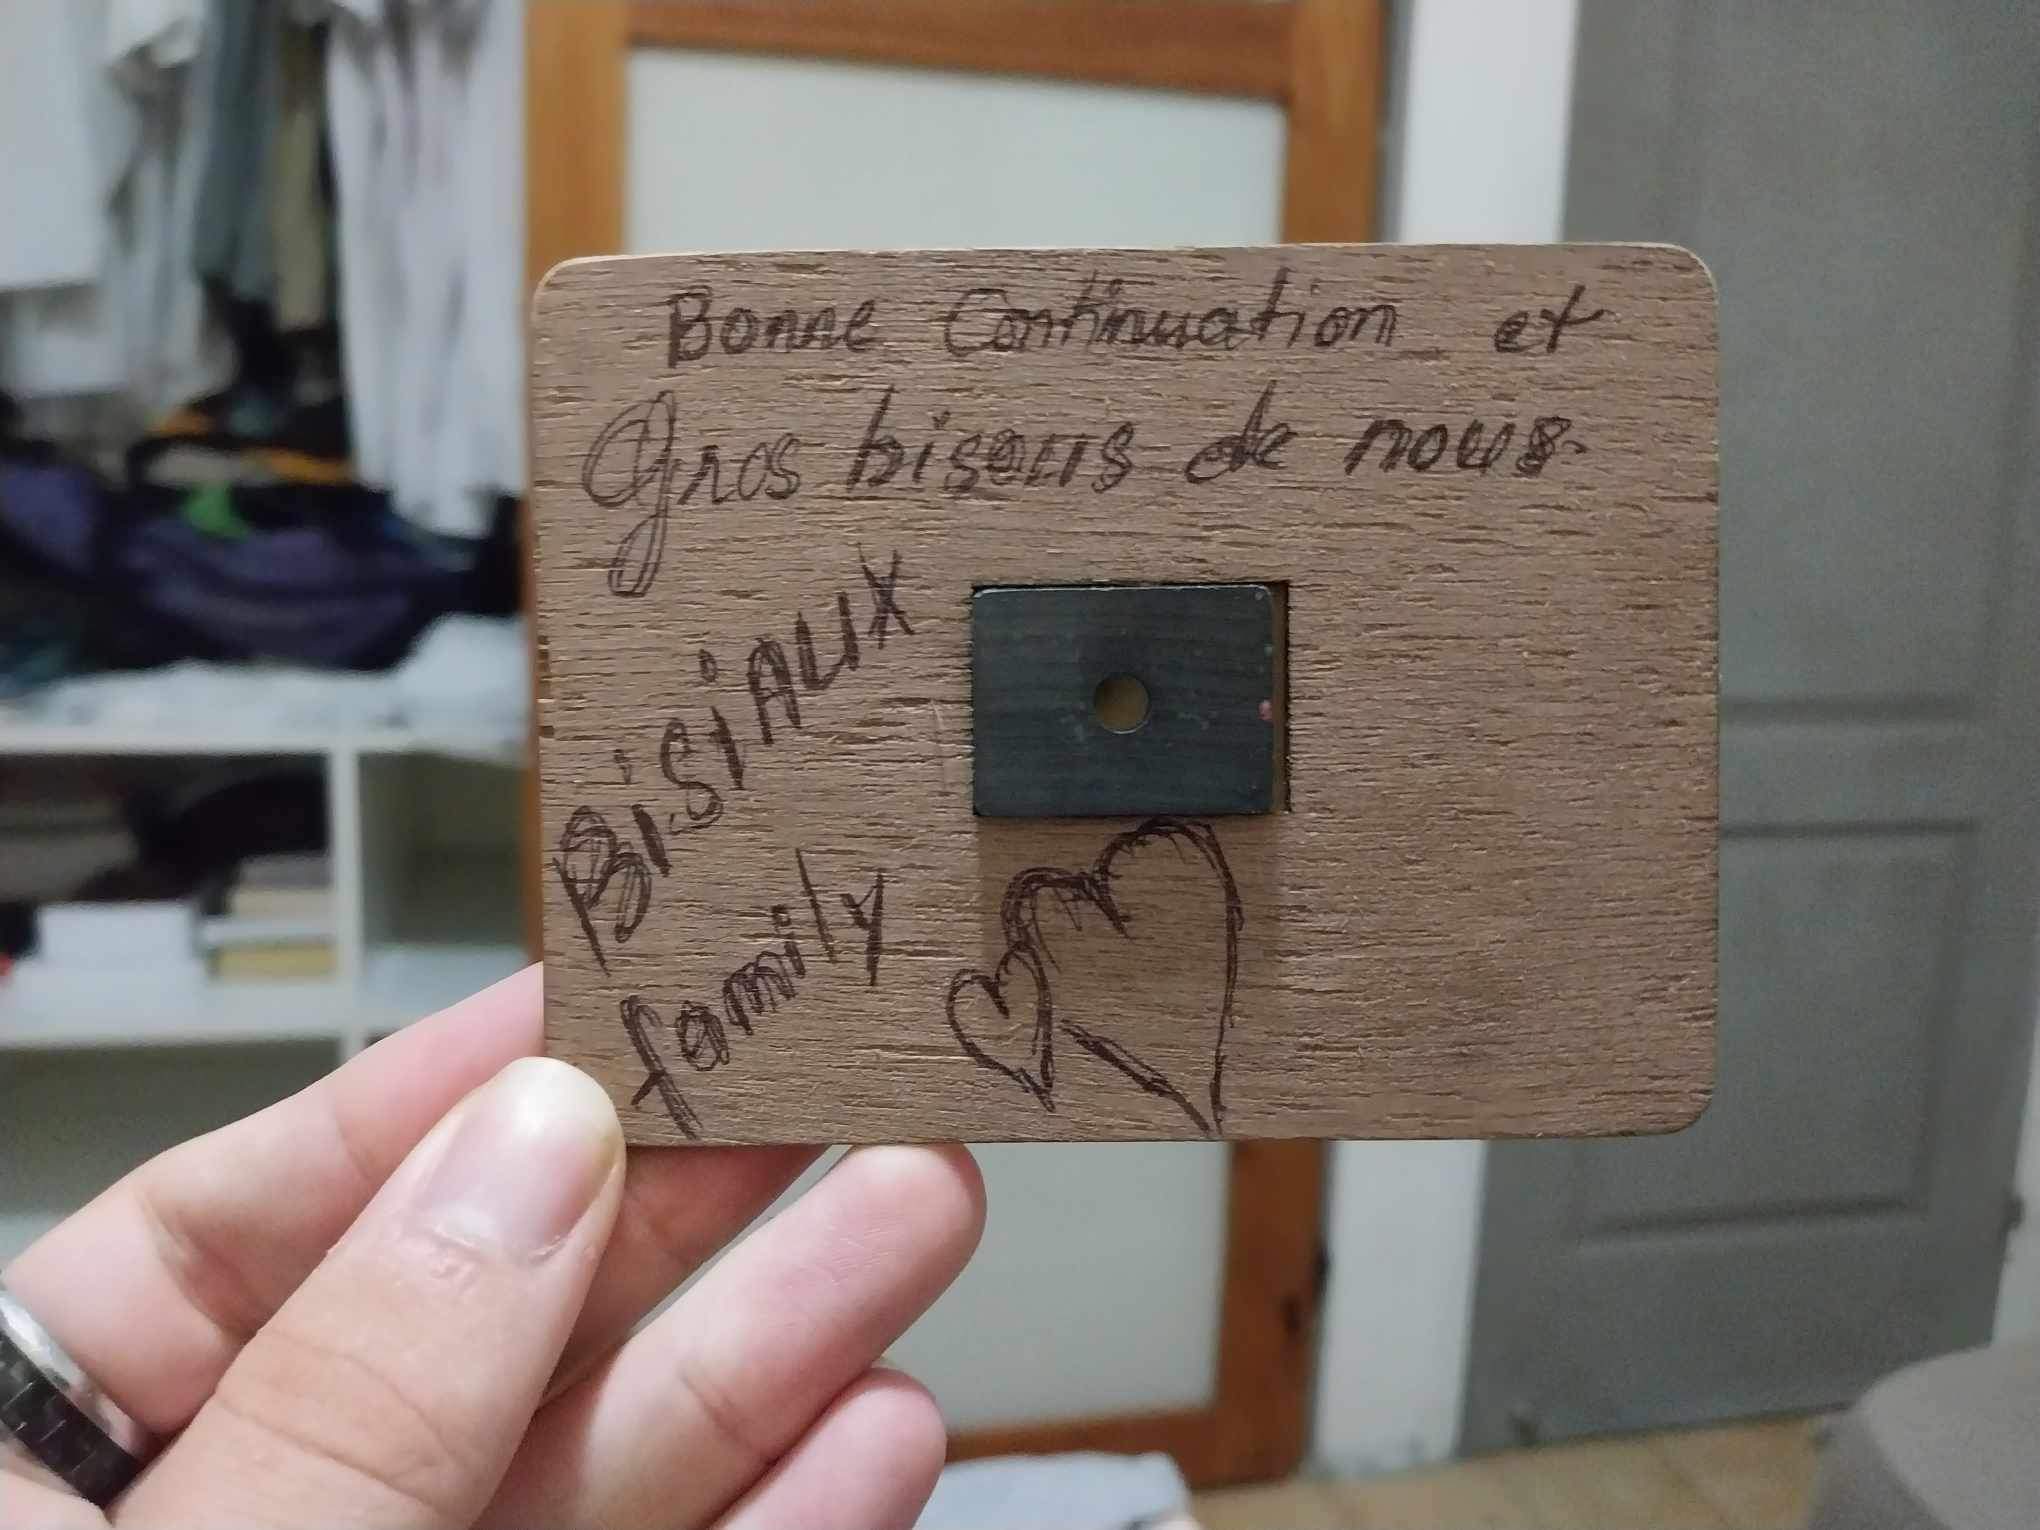 Bonne Continuation et
Gros bisous de nous.
BiSiAUX
family